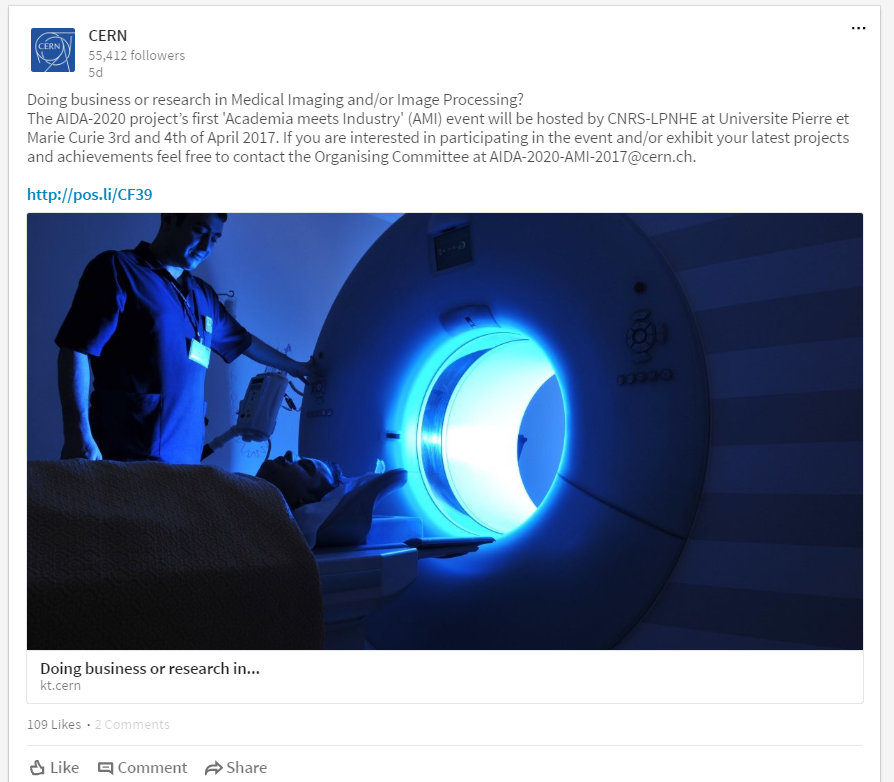 CERN
CERN
55,412 followers
5d
...
Doing business or research in Medical Imaging and/or Image Processing?
The AIDA-2020 project’s first 'Academia meets Industry' (AMI) event will be hosted by CNRS-LPNHE at Universite Pierre et
Marie Curie 3rd and 4th of April 2017. If you are interested in participating in the event and/or exhibit your latest projects
and achievements feel free to contact the Organising Committee at AIDA-2020-AMI-2017@cern.ch.
http://pos.li/CF39
Doing business or research in...
kt.cern
109 Likes · 2 Comments
Like Comment Share